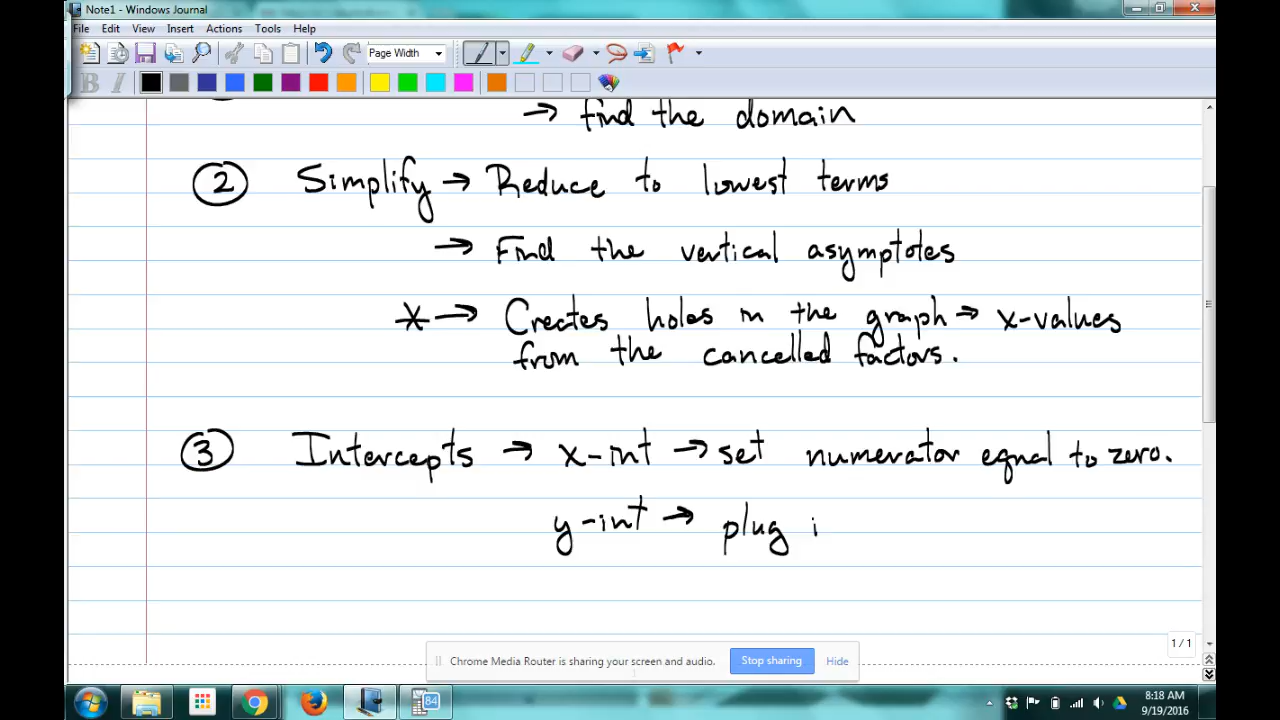 Note1 - Windows Journal
File Edit View Insert Actions Tools Help
Page Width
B I
→ find the domain
② Simplify → Reduce to lowest terms
→ Find the vertical asymptotes
* → Creates holes in the graph → x-values
from the cancelled factors.
③ Intercepts → x-int → set numerator equal to zero.
y-int → plug i
1 / 1
Chrome Media Router is sharing your screen and audio. Stop sharing Hide
84
8:18 AM
9/19/2016